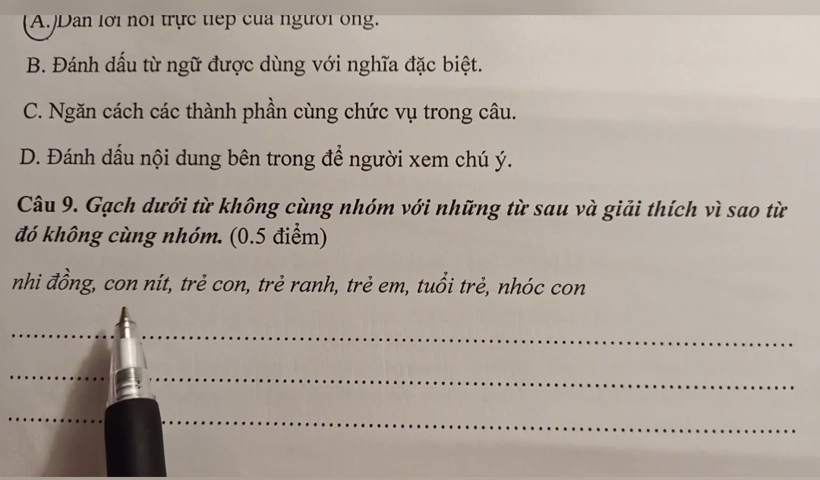 A. Dẫn lời nói trực tiếp của người ông.
B. Đánh dấu từ ngữ được dùng với nghĩa đặc biệt.
C. Ngăn cách các thành phần cùng chức vụ trong câu.
D. Đánh dấu nội dung bên trong để người xem chú ý.
Câu 9. Gạch dưới từ không cùng nhóm với những từ sau và giải thích vì sao từ
đó không cùng nhóm. (0.5 điểm)
nhi đồng, con nít, trẻ con, trẻ ranh, trẻ em, tuổi trẻ, nhóc con